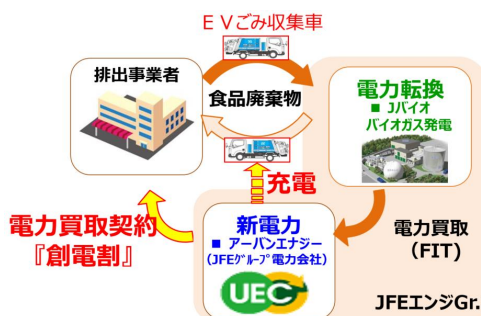 EVごみ収集車
排出事業者
食品廃棄物
電力転換
■ Jバイオ
バイオガス発電
充電
電力買取契約
『創電割』
新電力
■ アーバンエナジー
(JFEグループ電力会社)
UEC
電力買取
(FIT)
JFEエンジGr.